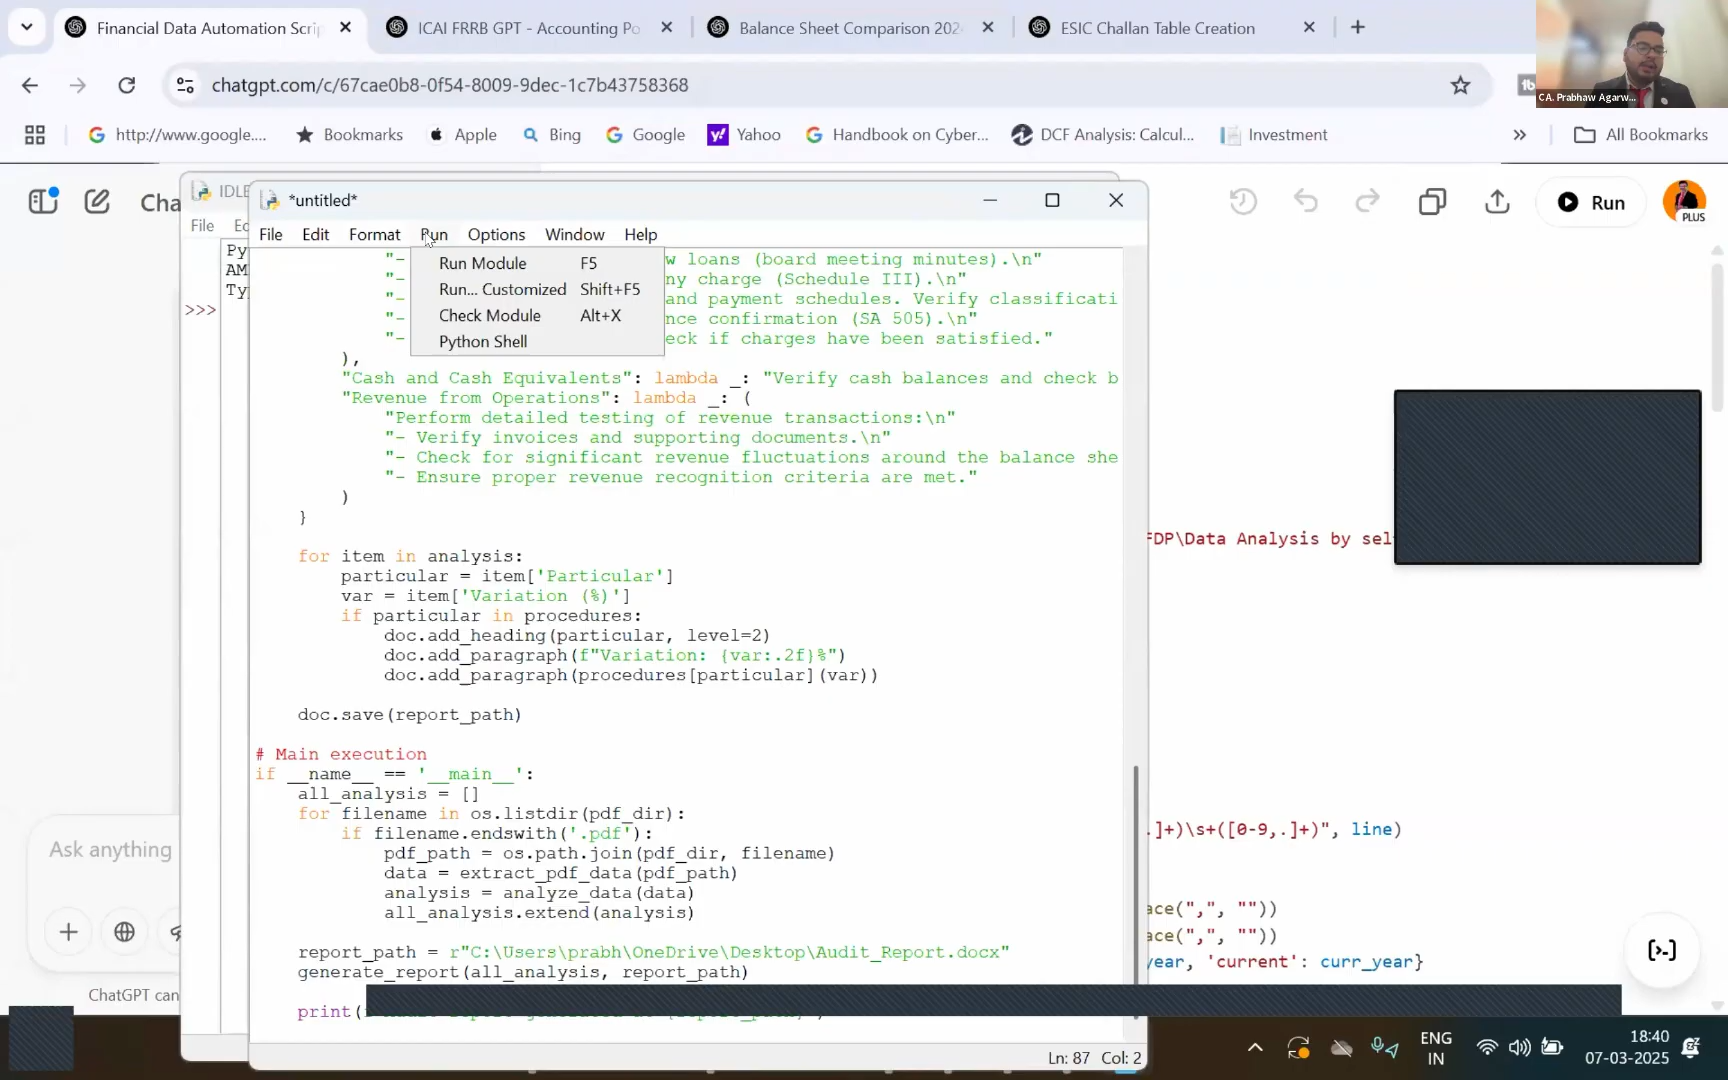 Financial Data Automation Scri
ICAI FRRB GPT - Accounting Po
Balance Sheet Comparison 202
ESIC Challan Table Creation
chatgpt.com/c/67cae0b8-0f54-8009-9dec-1c7b43758368
CA. Prabhaw Agarw...
http://www.google....
Bookmarks
Apple
Bing
Google
Yahoo
Handbook on Cyber...
DCF Analysis: Calcul...
Investment
All Bookmarks
Cha
IDLE
*untitled*
Run
PLUS
File
File Edit Format Run Options Window Help
Py
AM
Ty
>>>
Run Module F5
Run... Customized Shift+F5
Check Module Alt+X
Python Shell
"- w loans (board meeting minutes).\n"
"- ny charge (Schedule III).\n"
"- and payment schedules. Verify classificati
"- nce confirmation (SA 505).\n"
"- eck if charges have been satisfied."
),
"Cash and Cash Equivalents": lambda _: "Verify cash balances and check b
"Revenue from Operations": lambda _: (
"Perform detailed testing of revenue transactions:\n"
"- Verify invoices and supporting documents.\n"
"- Check for significant revenue fluctuations around the balance she
"- Ensure proper revenue recognition criteria are met."
)
}
for item in analysis:
particular = item['Particular']
var = item['Variation (%)']
if particular in procedures:
doc.add_heading(particular, level=2)
doc.add_paragraph(f"Variation: {var:.2f}%")
doc.add_paragraph(procedures[particular](var))
doc.save(report_path)
# Main execution
if __name__ == '__main__':
all_analysis = []
for filename in os.listdir(pdf_dir):
if filename.endswith('.pdf'):
pdf_path = os.path.join(pdf_dir, filename)
data = extract_pdf_data(pdf_path)
analysis = analyze_data(data)
all_analysis.extend(analysis)
report_path = r"C:\Users\prabh\OneDrive\Desktop\Audit_Report.docx"
generate_report(all_analysis, report_path)
print(
Ln: 87 Col: 2
FDP\Data Analysis by sel
.]+)\s+([0-9,.]+)", line)
ace(",", ""))
ace(",", ""))
year, 'current': curr_year}
Ask anything
ChatGPT can
ENG
IN
18:40
07-03-2025